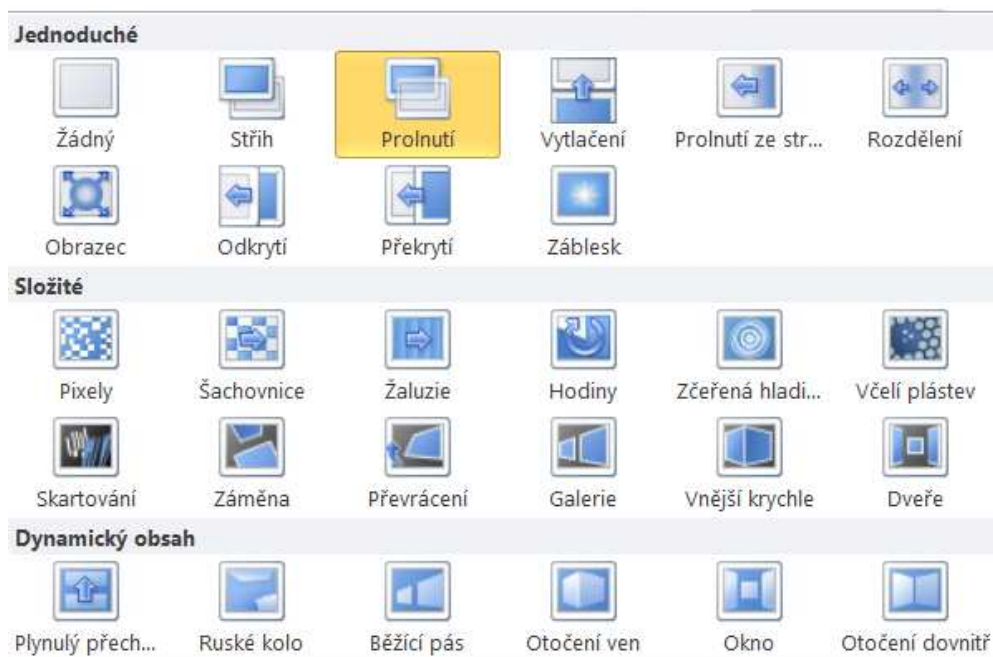 Jednoduché
Žádný Střih Prolnutí Vytlačení Prolnutí ze str... Rozdělení
Obrazec Odkrytí Překrytí Záblesk
Složité
Pixely Šachovnice Žaluzie Hodiny Zčeřená hladi... Včelí plástev
Skartování Záměna Převrácení Galerie Vnější krychle Dveře
Dynamický obsah
Plynulý přech... Ruské kolo Běžící pás Otočení ven Okno Otočení dovnitř